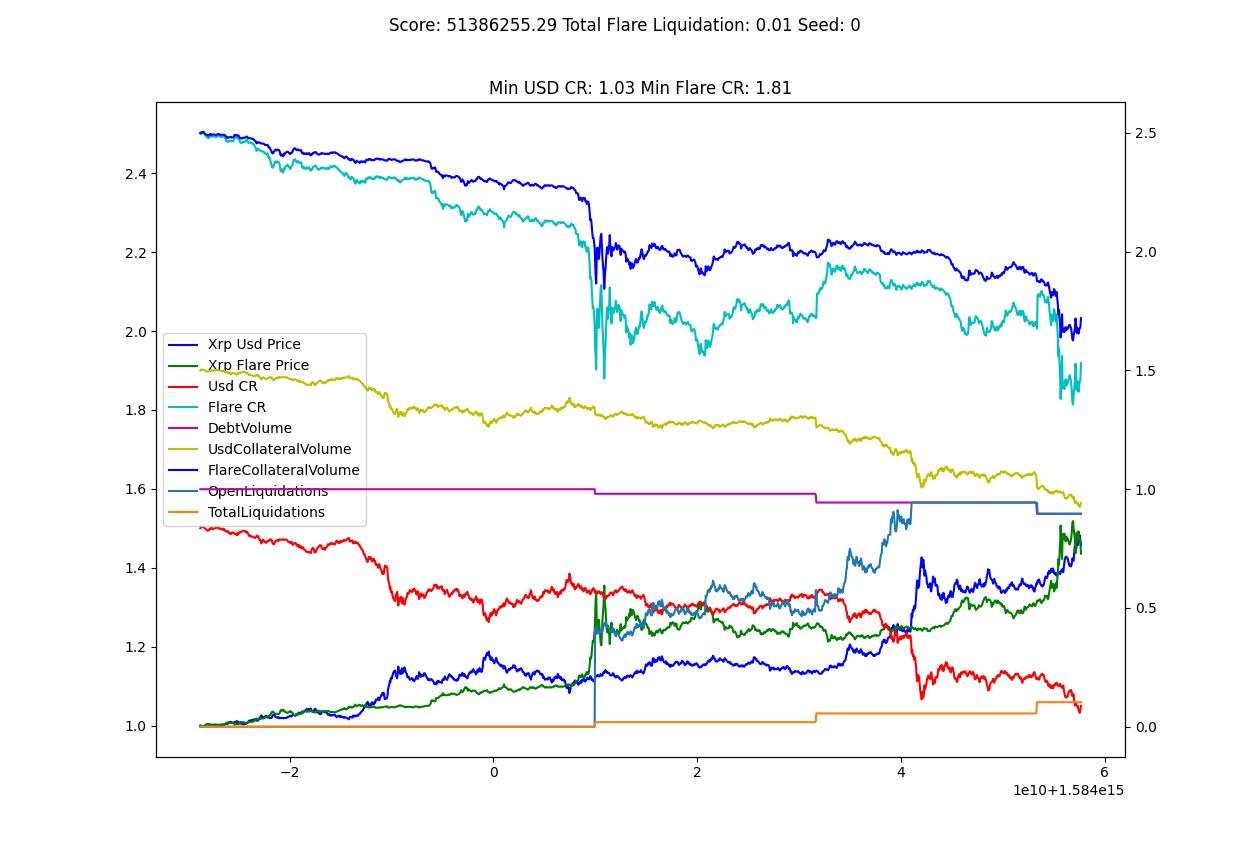 Score: 51386255.29 Total Flare Liquidation: 0.01 Seed: 0
Min USD CR: 1.03 Min Flare CR: 1.81
2.4
2.2
2.0
1.8
1.6
1.4
1.2
1.0
Xrp Usd Price
Xrp Flare Price
Usd CR
Flare CR
DebtVolume
UsdCollateralVolume
FlareCollateralVolume
OpenLiquidations
TotalLiquidations
2.5
2.0
1.5
1.0
0.5
0.0
−2 0 2 4 6
1e10+1.584e15